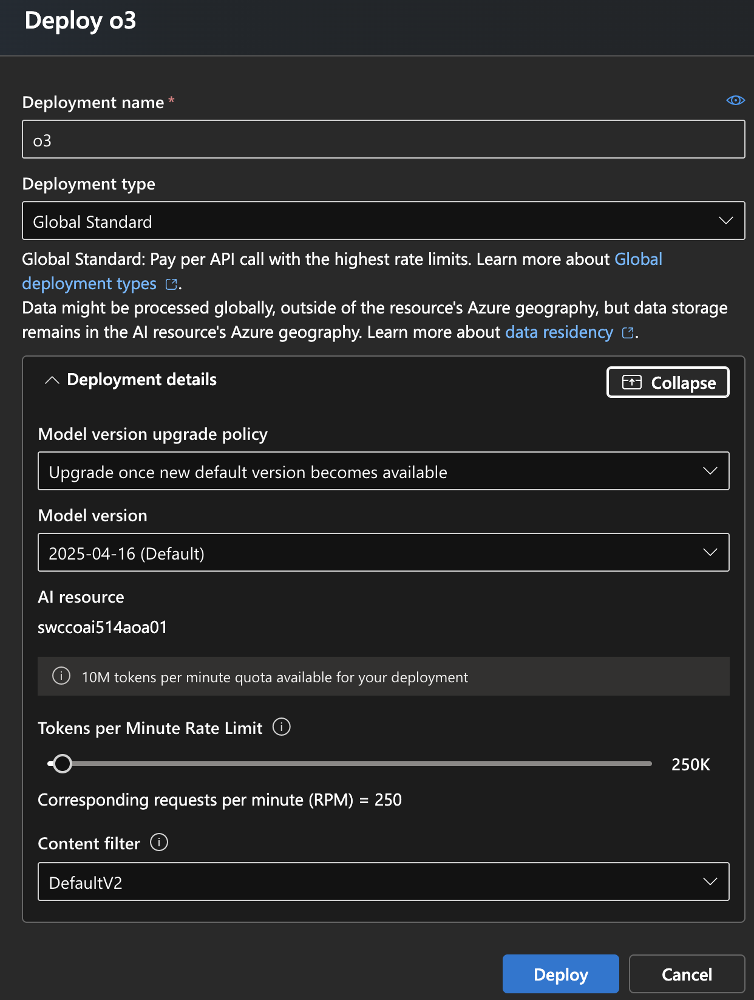 Deploy o3
Deployment name *
o3
Deployment type
Global Standard
Global Standard: Pay per API call with the highest rate limits. Learn more about Global
deployment types .
Data might be processed globally, outside of the resource's Azure geography, but data storage
remains in the AI resource's Azure geography. Learn more about data residency .
Deployment details
Collapse
Model version upgrade policy
Upgrade once new default version becomes available
Model version
2025-04-16 (Default)
AI resource
swccoai514aoa01
10M tokens per minute quota available for your deployment
Tokens per Minute Rate Limit
250K
Corresponding requests per minute (RPM) = 250
Content filter
DefaultV2
Deploy
Cancel